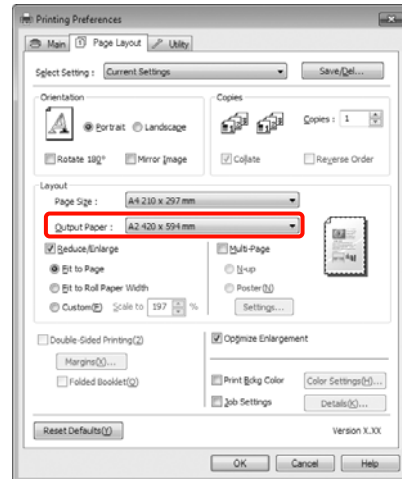 Printing Preferences
Main Page Layout Utility
Select Setting : Current Settings Save/Del...
Orientation
Portrait Landscape
Rotate 180° Mirror Image
Copies
Copies : 1
Collate Reverse Order
Layout
Page Size : A4 210 x 297 mm
Output Paper : A2 420 x 594 mm
Reduce/Enlarge
Fit to Page
Fit to Roll Paper Width
Custom(F) Scale to 197 %
Multi-Page
N-up
Poster(N)
Settings...
Double-Sided Printing(2)
Margins(X)...
Folded Booklet(Q)
Optimize Enlargement
Print Bckg Color Color Settings(H)...
Job Settings Details(K)...
Reset Defaults(Y) Version X.XX
OK Cancel Help